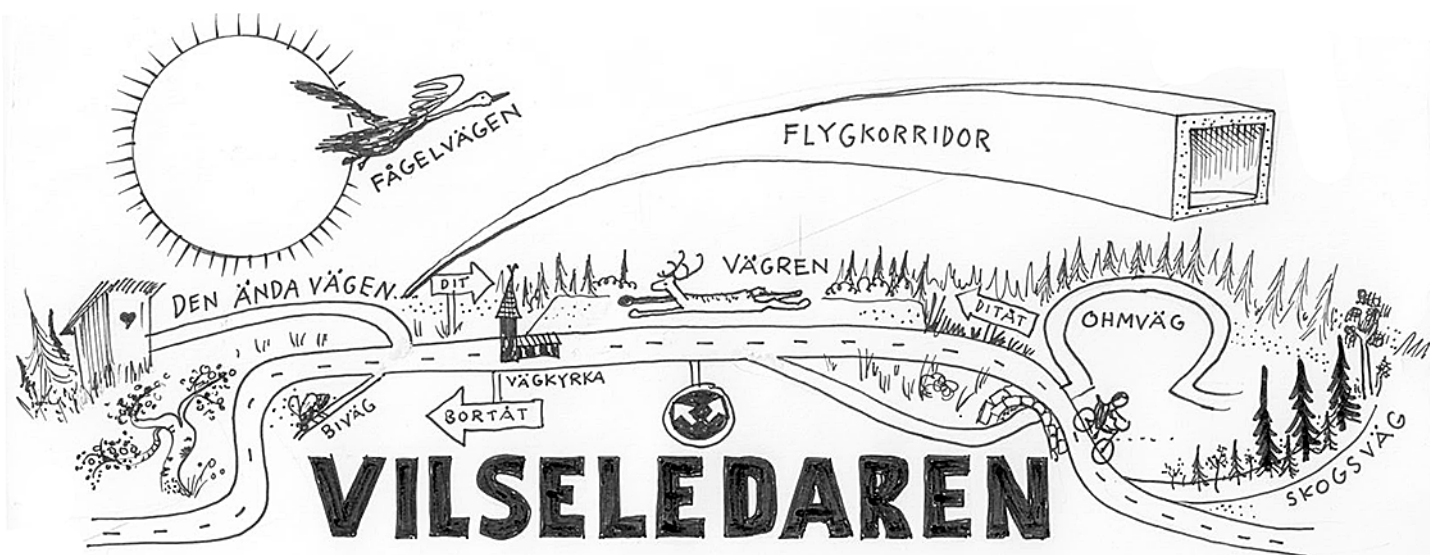 FÅGELVÄGEN
FLYGKORRIDOR
DEN ÄNDA VÄGEN
DIT
VÄGREN
DITÅT
OHMVÄG
VÄGKYRKA
BIVÄG
BORTÅT
SKOGSVÄG
VILSELEDAREN